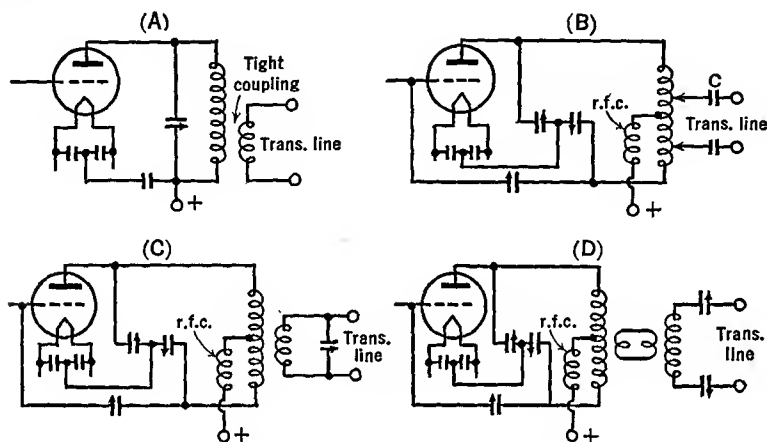 (A)
Tight
coupling
Trans. line
+
(B)
r.f.c.
C
Trans. line
+
(C)
r.f.c.
Trans.
line
+
(D)
r.f.c.
Trans.
line
+